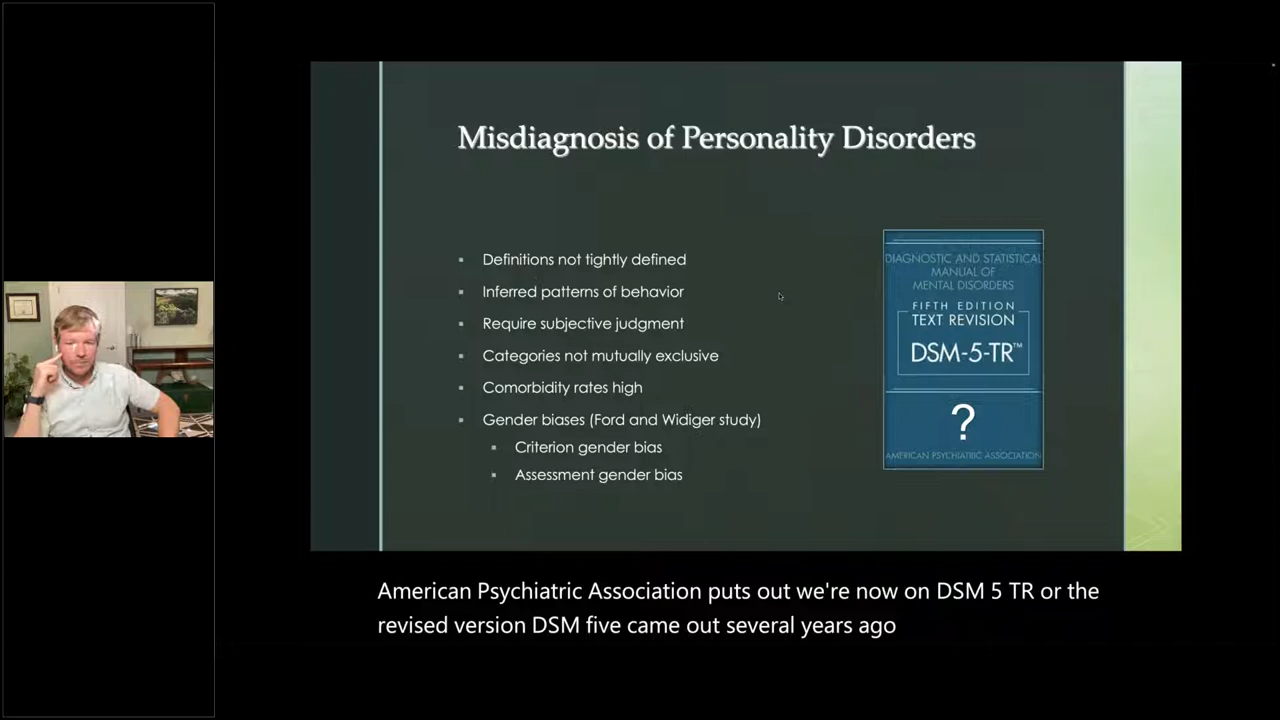 Misdiagnosis of Personality Disorders
▪ Definitions not tightly defined
▪ Inferred patterns of behavior
▪ Require subjective judgment
▪ Categories not mutually exclusive
▪ Comorbidity rates high
▪ Gender biases (Ford and Widiger study)
▪ Criterion gender bias
▪ Assessment gender bias
DIAGNOSTIC AND STATISTICAL
MANUAL OF
MENTAL DISORDERS
FIFTH EDITION
TEXT REVISION
DSM-5-TR™
?
AMERICAN PSYCHIATRIC ASSOCIATION
American Psychiatric Association puts out we're now on DSM 5 TR or the
revised version DSM five came out several years ago